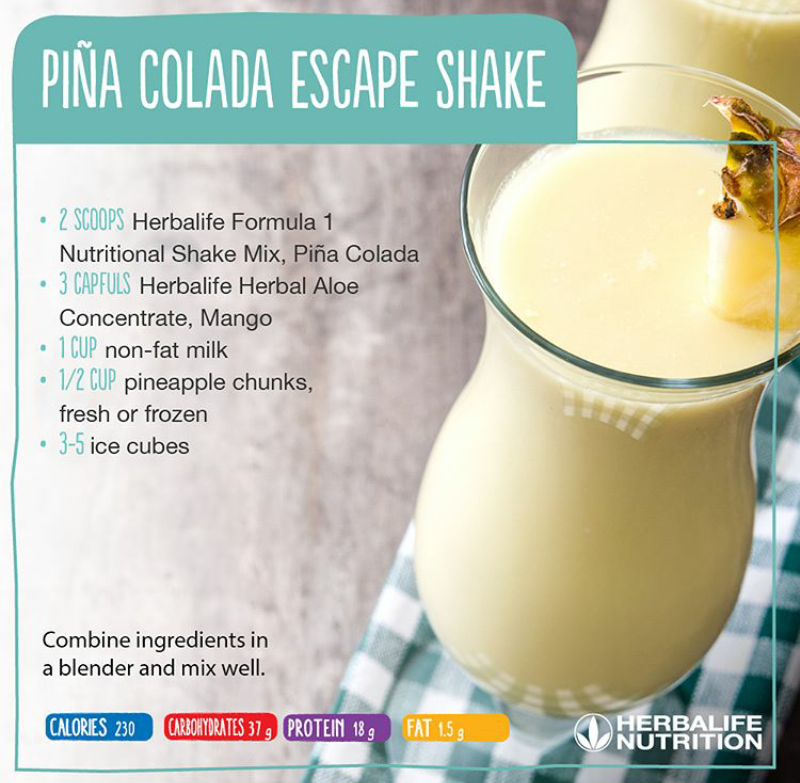 PIÑA COLADA ESCAPE SHAKE
• 2 SCOOPS Herbalife Formula 1
Nutritional Shake Mix, Piña Colada
• 3 CAPFULS Herbalife Herbal Aloe
Concentrate, Mango
• 1 CUP non-fat milk
• 1/2 CUP pineapple chunks,
fresh or frozen
• 3-5 ice cubes
Combine ingredients in
a blender and mix well.
CALORIES 230 CARBOHYDRATES 37 g PROTEIN 18 g FAT 1.5 g
HERBALIFE
NUTRITION